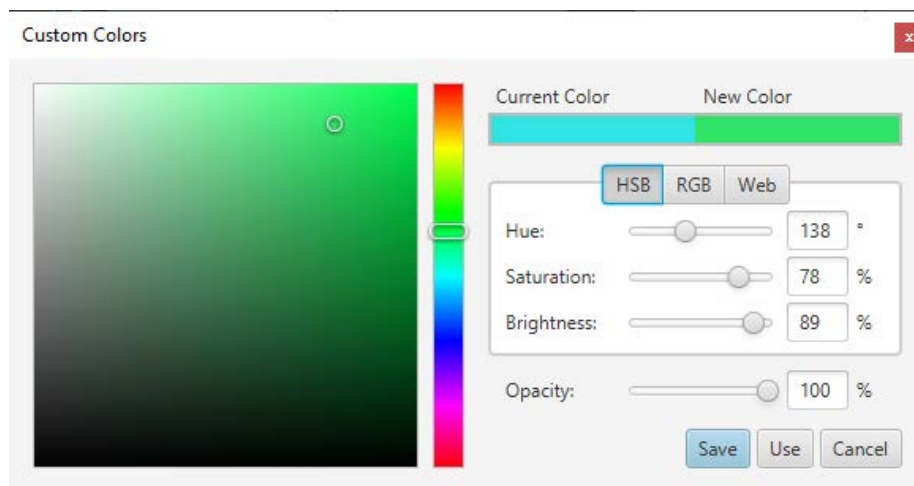 Custom Colors
x
Current Color New Color
HSB RGB Web
Hue: 138 °
Saturation: 78 %
Brightness: 89 %
Opacity: 100 %
Save Use Cancel